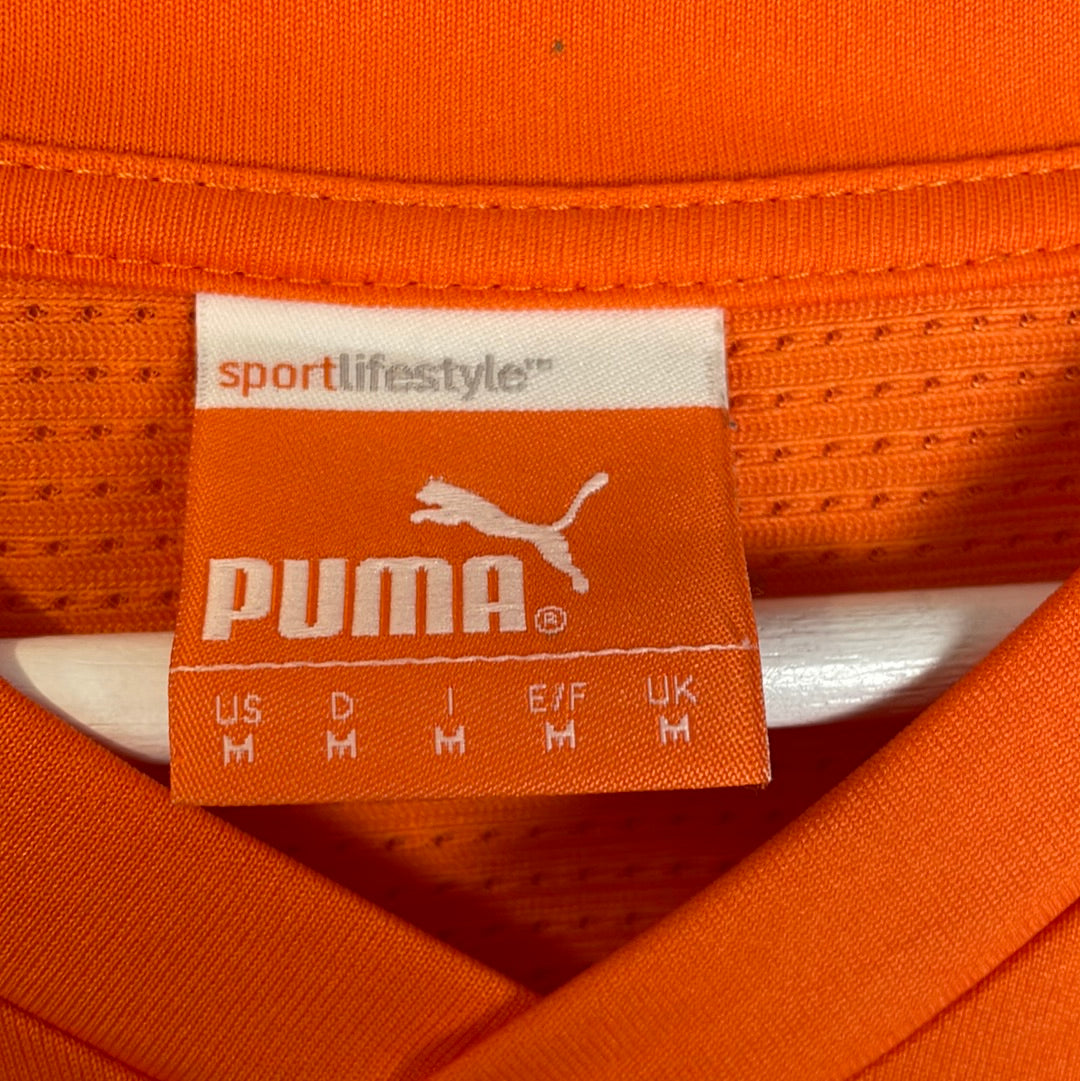 sportlifestyle™
PUMA®
US D I E/F UK
M M M M M